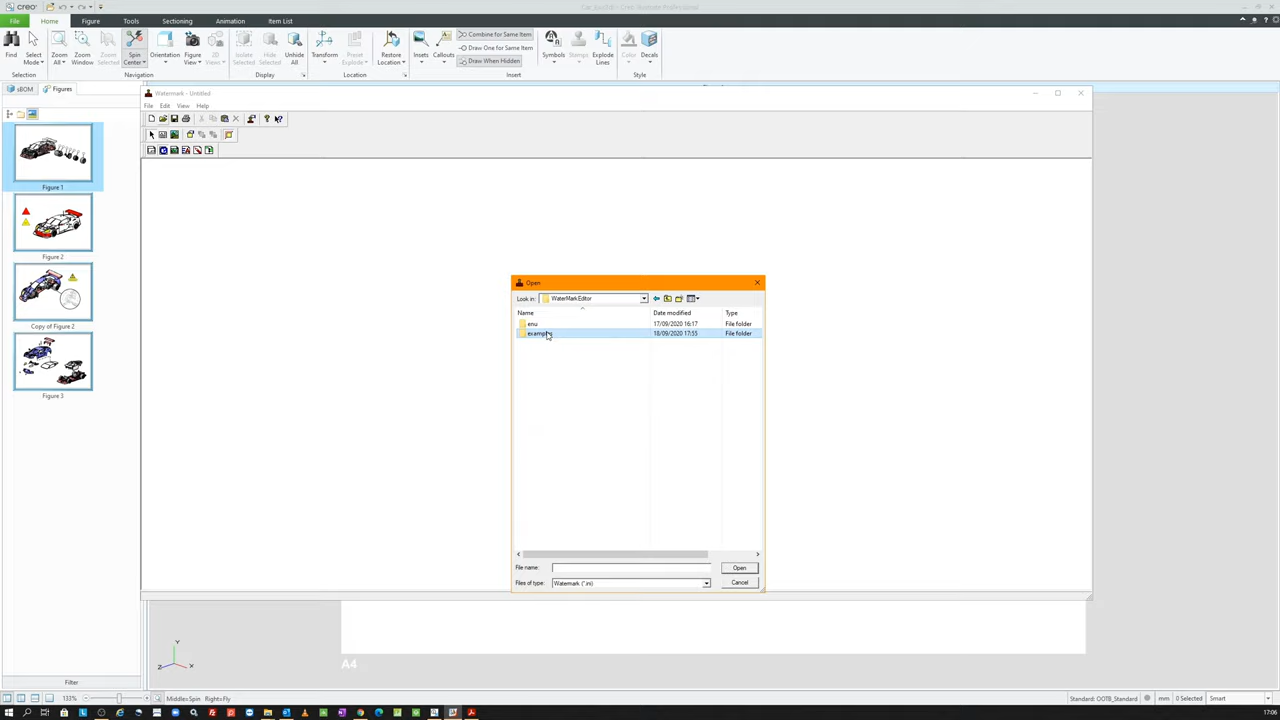 creo
File Home Figure Tools Sectioning Animation Item List
Combine for Same Item
Draw One for Same Item
Draw When Hidden
Find Select Mode Zoom All Zoom Window Zoom Selected Spin Center Orientation Figure View 2D Views Isolate Selected Hide Selected Unhide All Transform Preset Explode Restore Location Insets Callouts Symbols Stamps Explode Lines Color Decals
Selection Navigation Display Location Insert Style
sBOM Figures
Watermark - Untitled
File Edit View Help
Figure 1
Figure 2
Copy of Figure 2
Figure 3
Open
Look in: WaterMarkEditor
Name Date modified Type
enu 17/09/2020 16:17 File folder
18/09/2020 17:55 File folder
File name: Open
Files of type: Watermark (*.ini) Cancel
Y
Z X
A4
Filter
133% Middle=Spin Right=Fly Standard: OOTB_Standard mm 0 Selected Smart
17:06